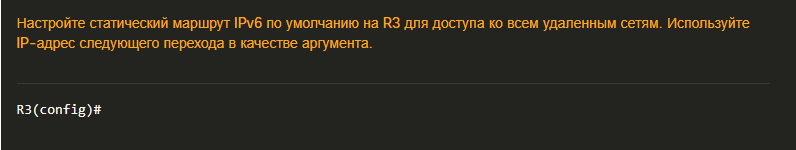 Настройте статический маршрут IPv6 по умолчанию на R3 для доступа ко всем удаленным сетям. Используйте
IP-адрес следующего перехода в качестве аргумента.
R3(config)#